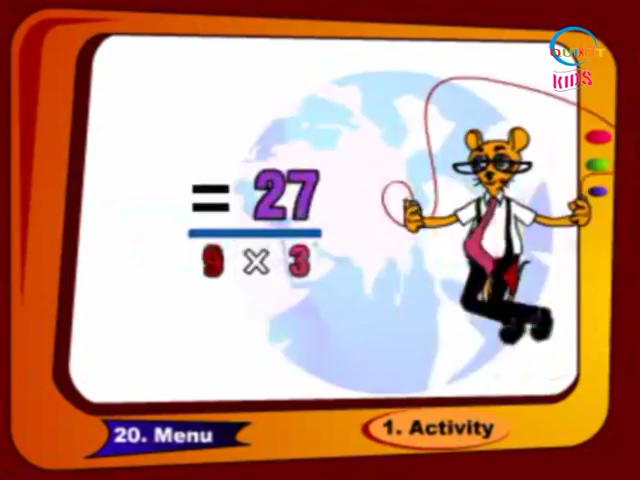 KIDS
= 27
9 × 3
20. Menu
1. Activity